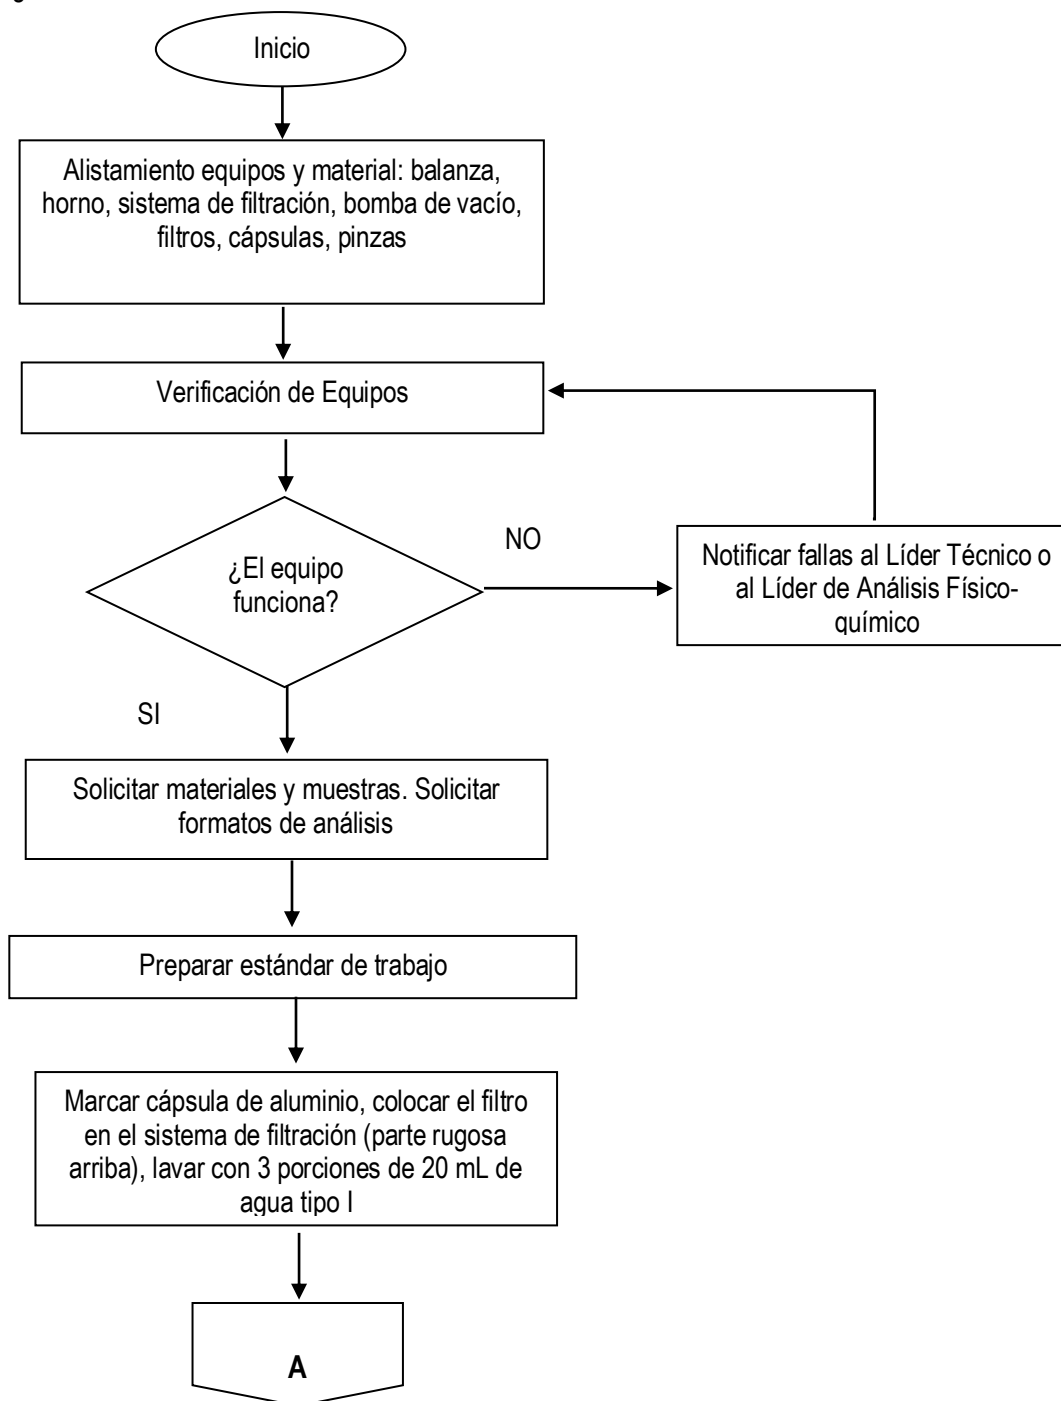 Inicio
Alistamiento equipos y material: balanza,
horno, sistema de filtración, bomba de vacío,
filtros, cápsulas, pinzas
Verificación de Equipos
¿El equipo
funciona?
NO
Notificar fallas al Líder Técnico o
al Líder de Análisis Físico-
químico
SI
Solicitar materiales y muestras. Solicitar
formatos de análisis
Preparar estándar de trabajo
Marcar cápsula de aluminio, colocar el filtro
en el sistema de filtración (parte rugosa
arriba), lavar con 3 porciones de 20 mL de
agua tipo I
A